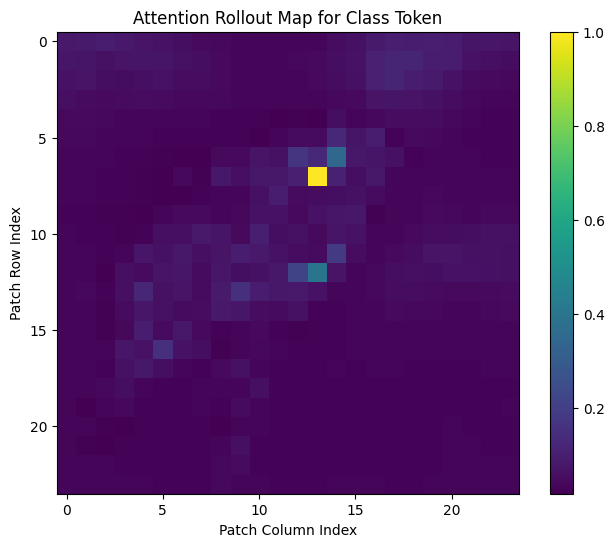 Attention Rollout Map for Class Token
Patch Row Index
0
5
10
15
20
0 5 10 15 20
Patch Column Index
1.0
0.8
0.6
0.4
0.2